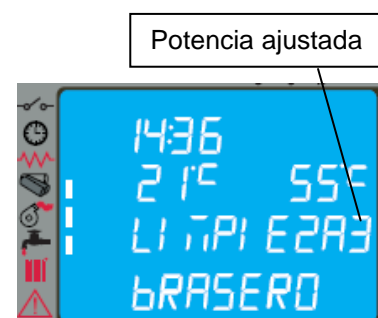 Potencia ajustada
14:36
21°C 55°C
LIMPIEZA3
bRASERO